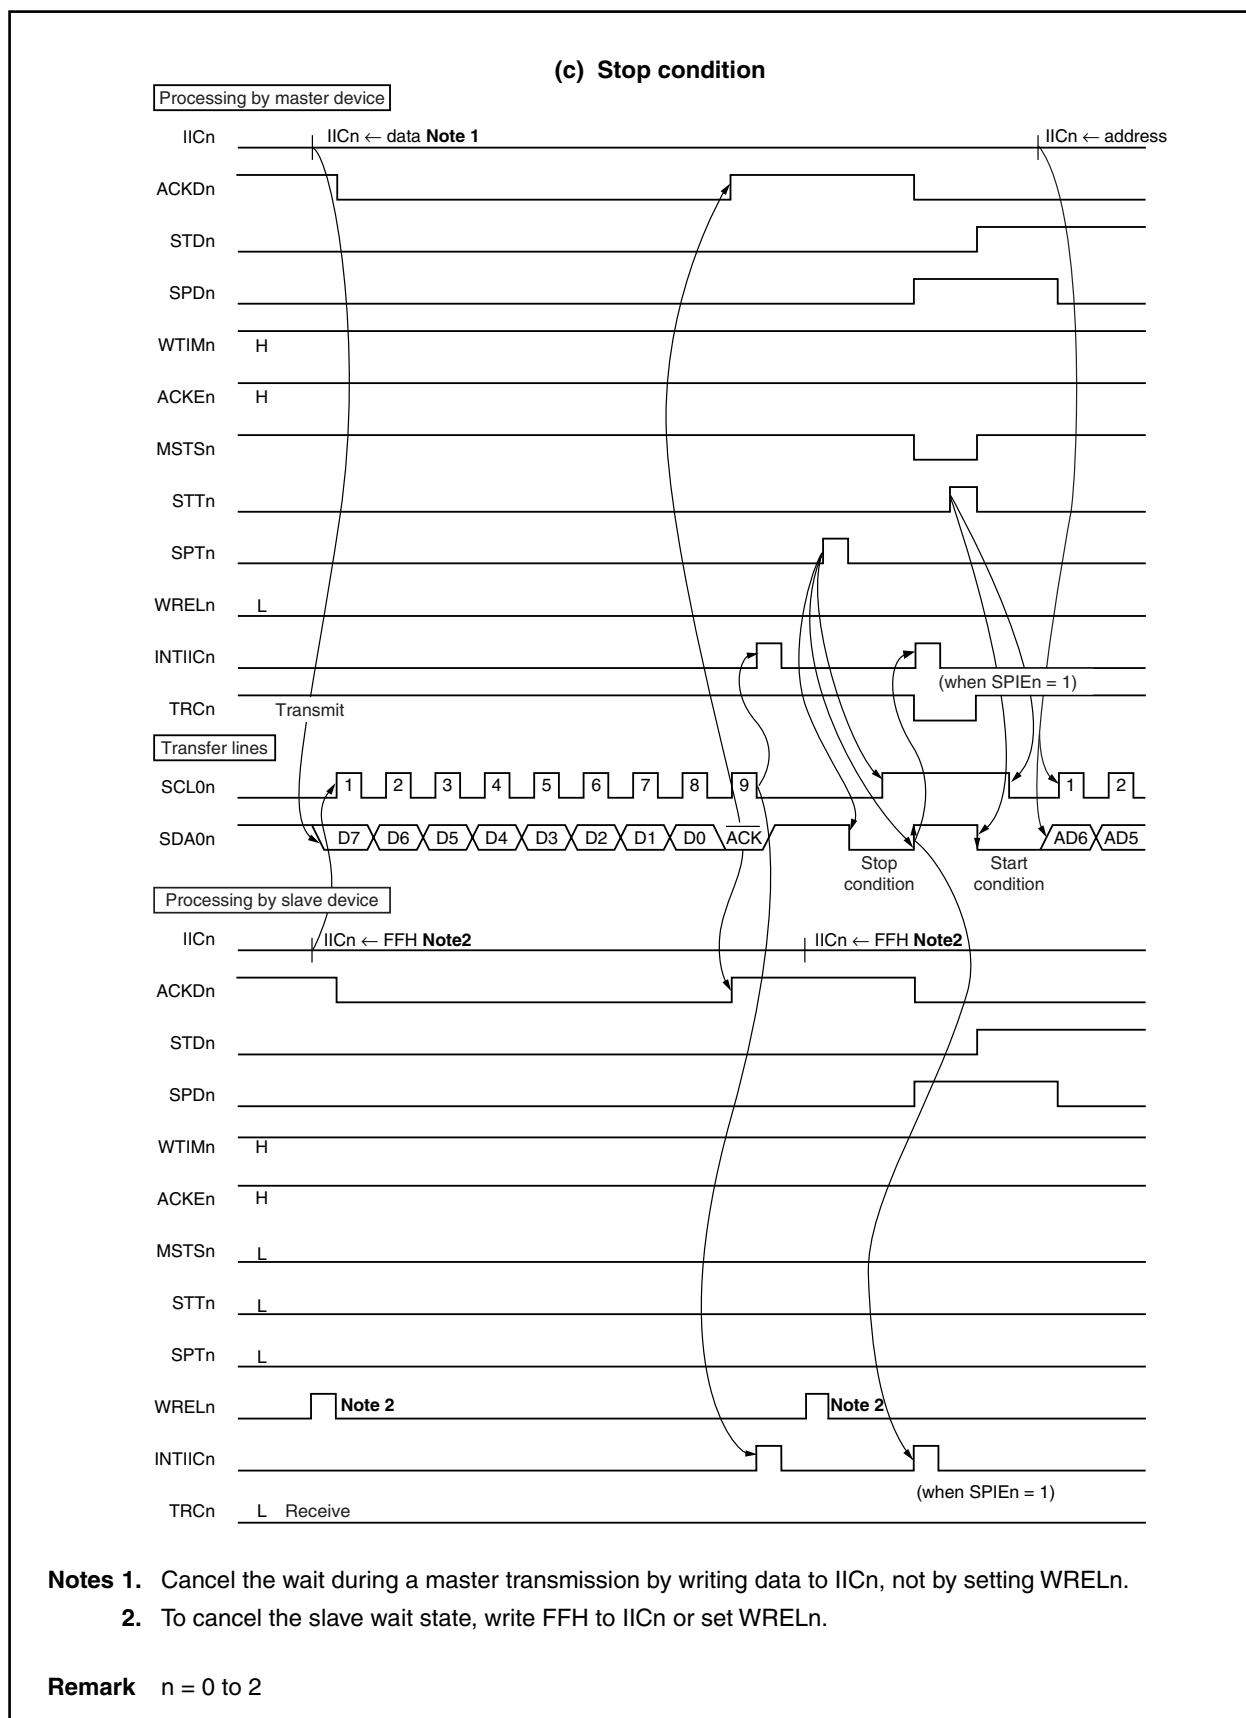 (c) Stop condition
Processing by master device
IICn IICn ← data Note 1 IICn ← address
ACKDn
STDn
SPDn
WTIMn H
ACKEn H
MSTSn
STTn
SPTn
WRELn L
INTIICn
(when SPIEn = 1)
TRCn Transmit
Transfer lines
SCL0n 1 2 3 4 5 6 7 8 9 1 2
SDA0n D7 D6 D5 D4 D3 D2 D1 D0 ACK AD6 AD5
Stop condition
Start condition
Processing by slave device
IICn IICn ← FFH Note2 IICn ← FFH Note2
ACKDn
STDn
SPDn
WTIMn H
ACKEn H
MSTSn L
STTn L
SPTn L
WRELn Note 2 Note 2
INTIICn
(when SPIEn = 1)
TRCn L Receive
Notes 1. Cancel the wait during a master transmission by writing data to IICn, not by setting WRELn.
2. To cancel the slave wait state, write FFH to IICn or set WRELn.
Remark n = 0 to 2